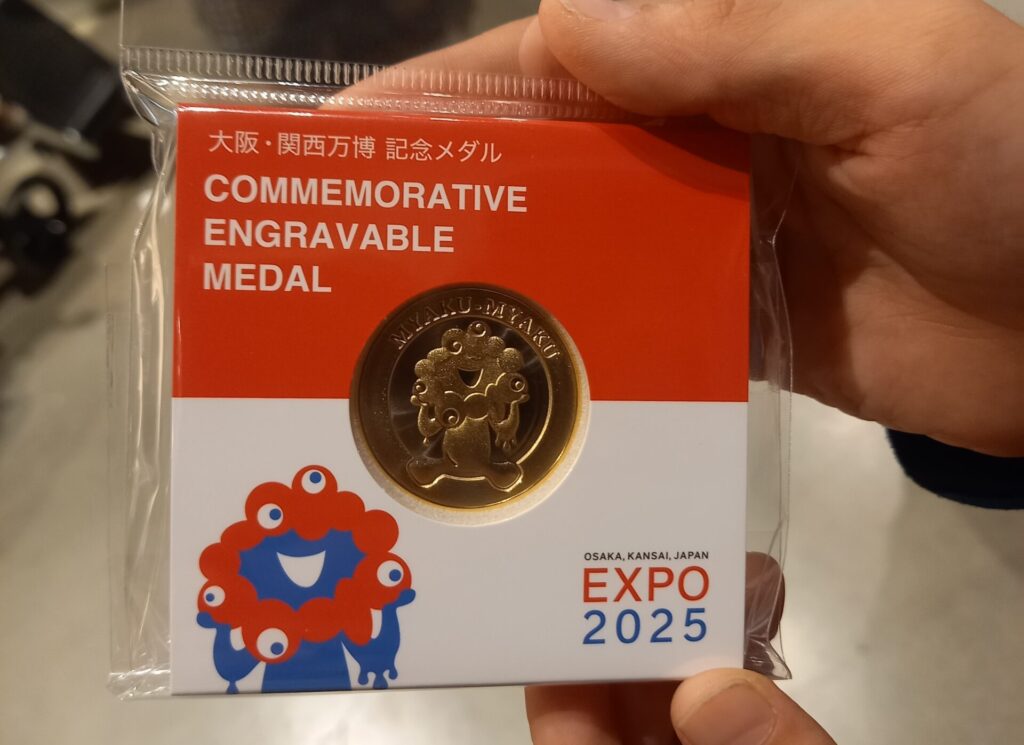 大阪・関西万博 記念メダル
COMMEMORATIVE
ENGRAVABLE
MEDAL
MYAKU-MYAKU
OSAKA, KANSAI, JAPAN
EXPO
2025